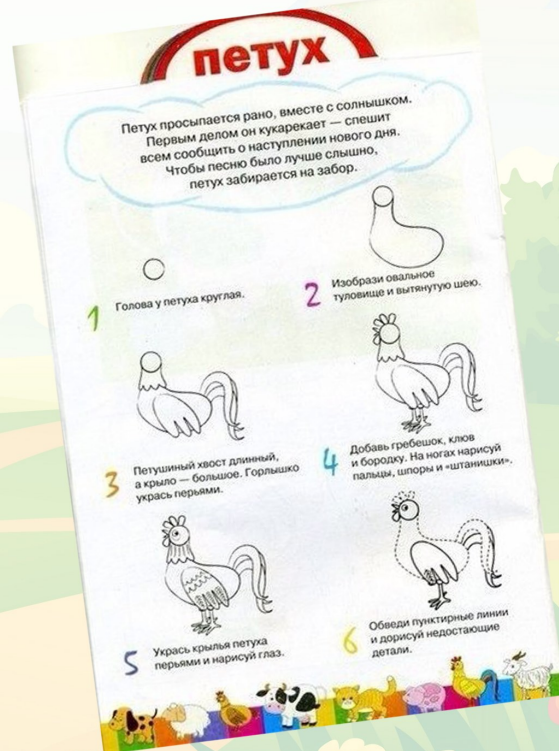 петух
Петух просыпается рано, вместе с солнышком.
Первым делом он кукарекает — спешит
всем сообщить о наступлении нового дня.
Чтобы песню было лучше слышно,
петух забирается на забор.
1 Голова у петуха круглая.
2 Изобрази овальное
туловище и вытянутую шею.
3 Петушиный хвост длинный,
а крыло — большое. Горлышко
укрась перьями.
4 Добавь гребешок, клюв
и бородку. На ногах нарисуй
пальцы, шпоры и «штанишки».
5 Укрась крылья петуха
перьями и нарисуй глаз.
6 Обведи пунктирные линии
и дорисуй недостающие
детали.